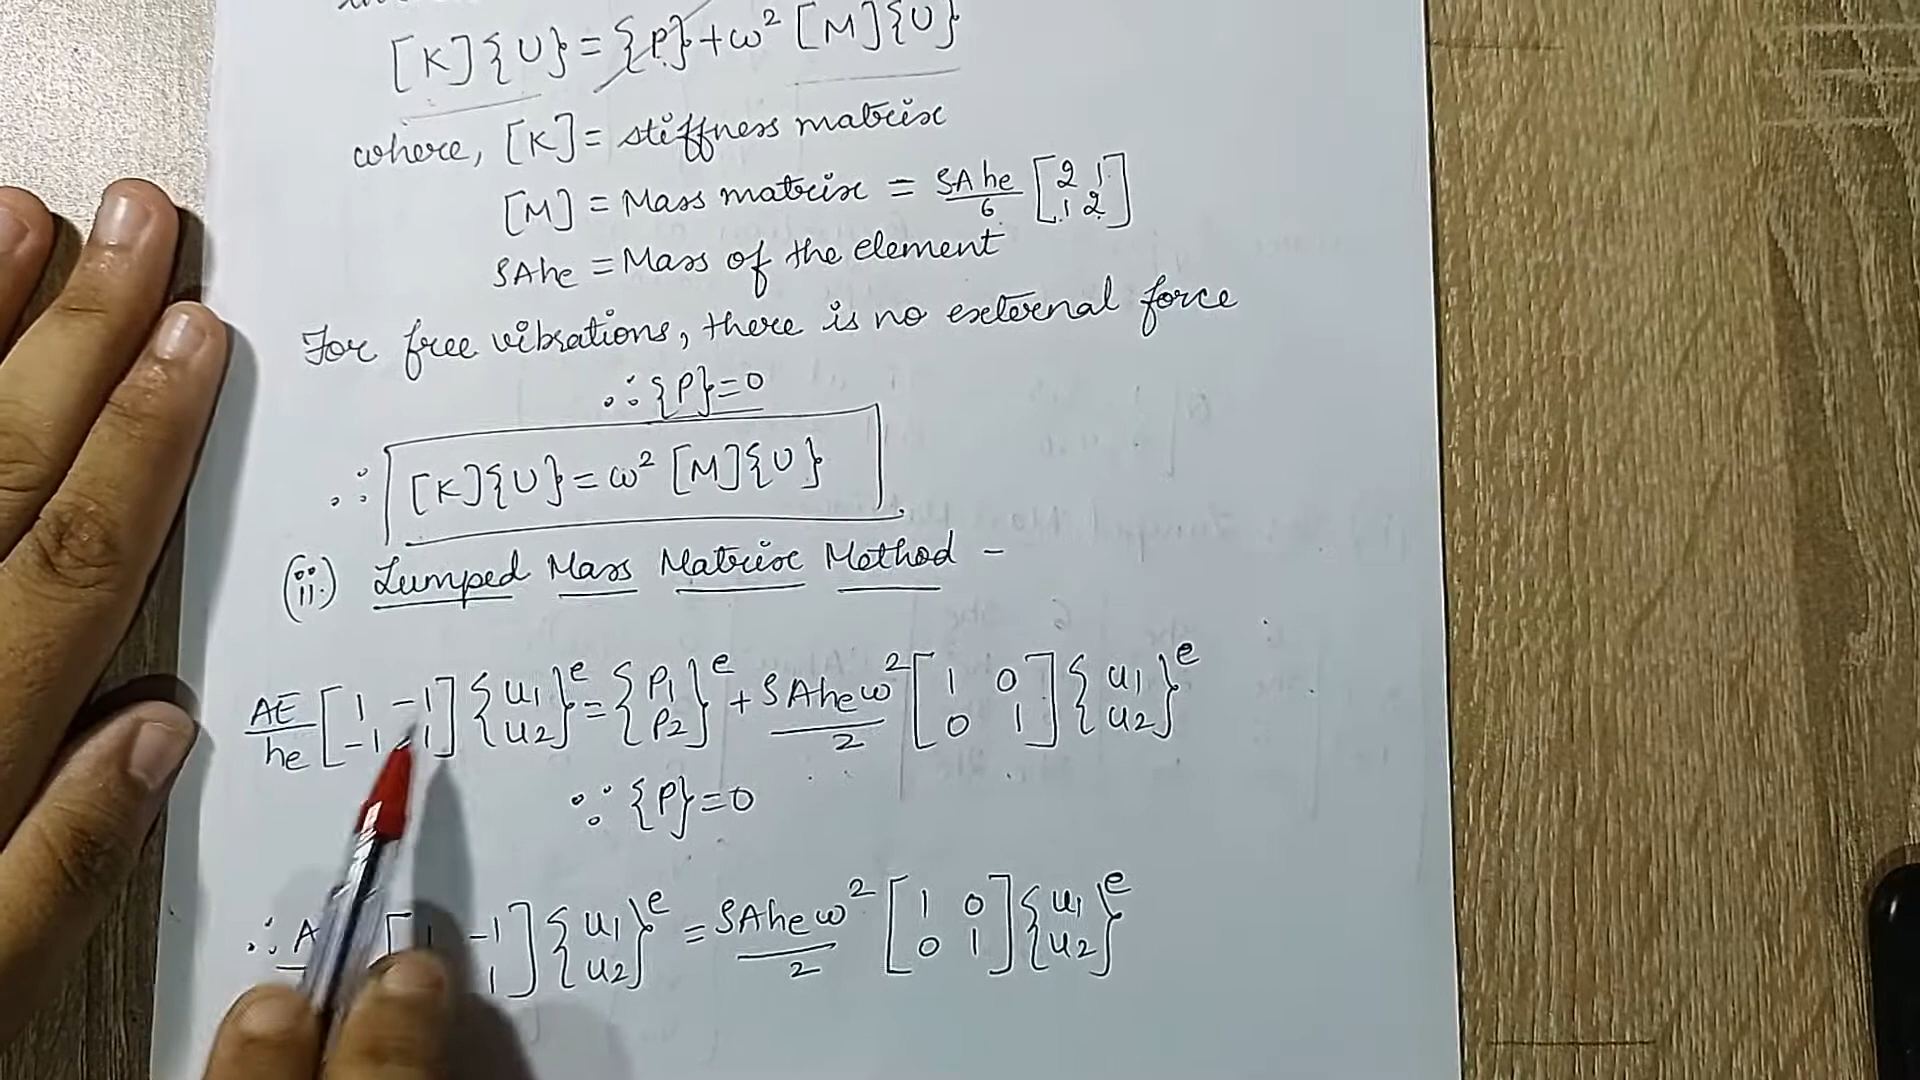 [K]{U} = {P} + ω² [M]{U}
where, [K] = stiffness matrix
[M] = Mass matrix = ρAhe/6 [2 1; 1 2]
ρAhe = Mass of the element
For free vibrations, there is no external force
∴ {P} = 0
∴ [K]{U} = ω² [M]{U}
(ii.) Lumped Mass Matrix Method -
AE/he [1 -1; -1 1] {u1; u2}^e = {P1; P2}^e + ρAheω²/2 [1 0; 0 1] {u1; u2}^e
∵ {P} = 0
∴ A [1 -1; 1] {u1; u2}^e = ρAheω²/2 [1 0; 0 1] {u1; u2}^e